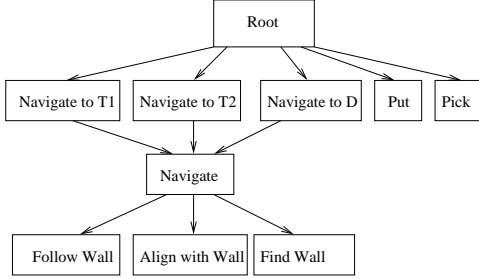 Root
Navigate to T1
Navigate to T2
Navigate to D
Put
Pick
Navigate
Follow Wall
Align with Wall
Find Wall